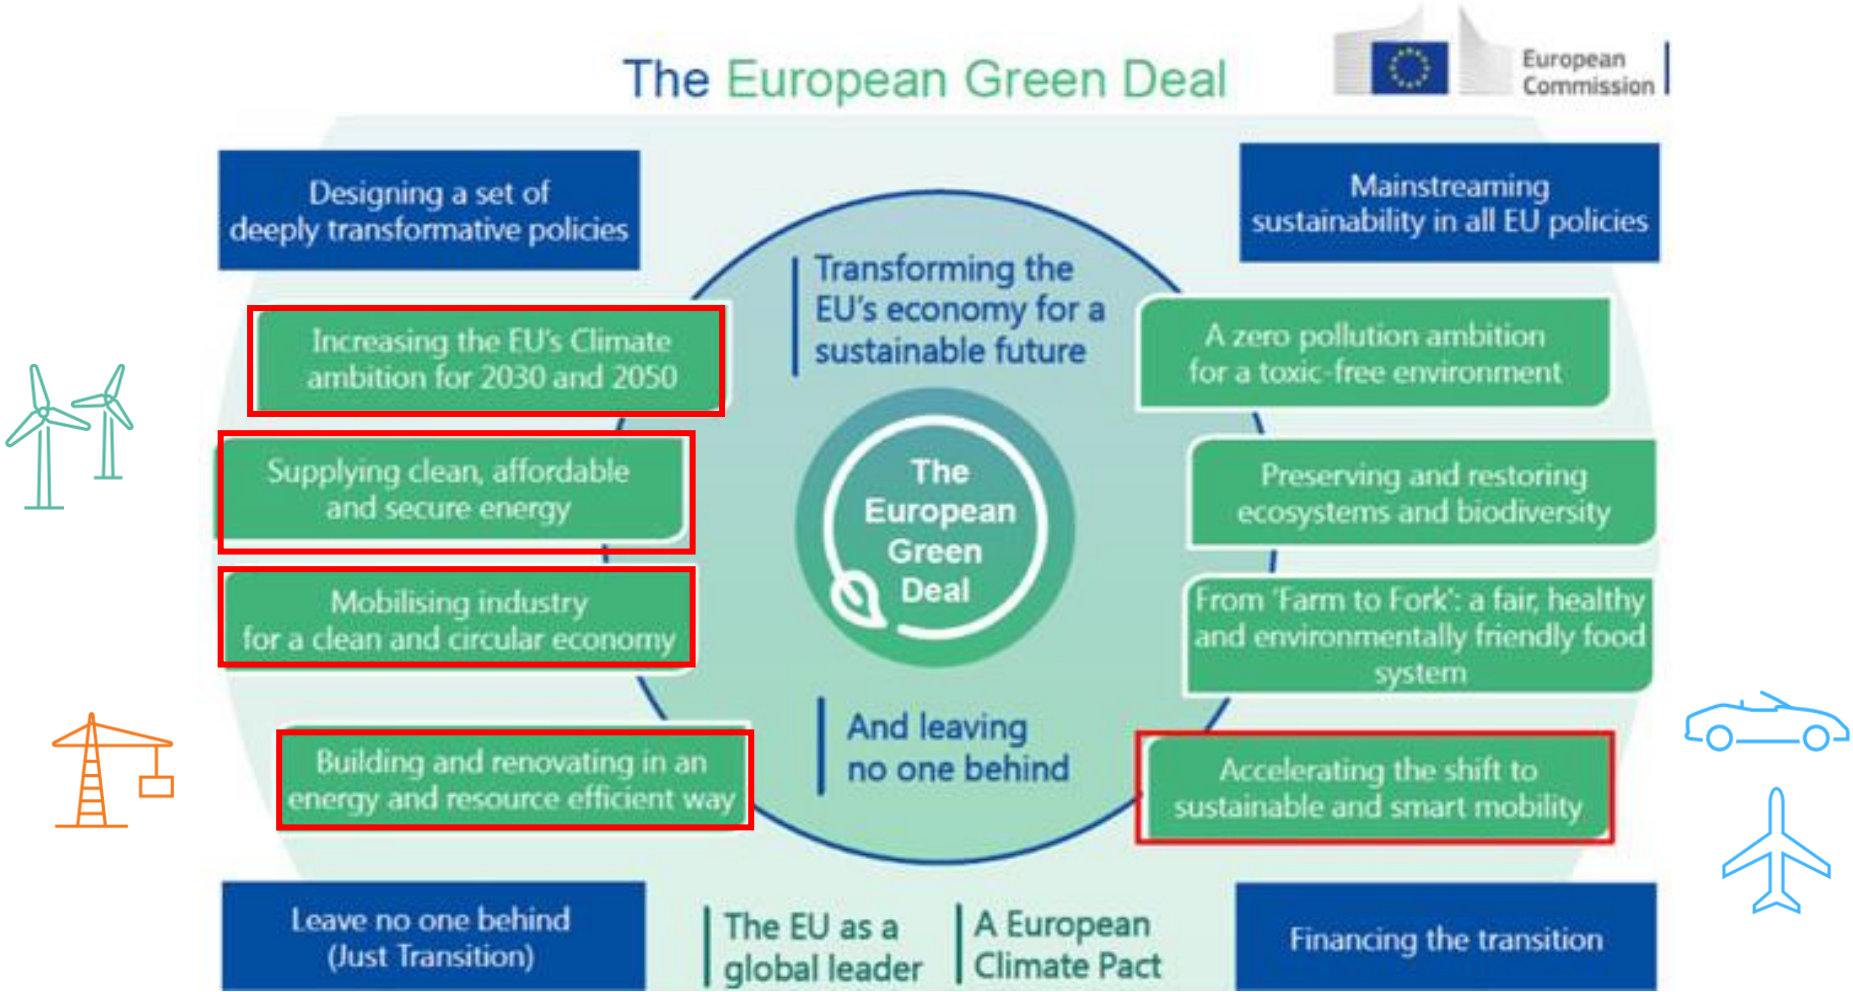 The European Green Deal
European
Commission
Designing a set of
deeply transformative policies
Mainstreaming
sustainability in all EU policies
Transforming the
EU's economy for a
sustainable future
Increasing the EU's Climate
ambition for 2030 and 2050
A zero pollution ambition
for a toxic-free environment
Supplying clean, affordable
and secure energy
The
European
Green
Deal
Preserving and restoring
ecosystems and biodiversity
Mobilising industry
for a clean and circular economy
From 'Farm to Fork': a fair, healthy
and environmentally friendly food
system
And leaving
no one behind
Building and renovating in an
energy and resource efficient way
Accelerating the shift to
sustainable and smart mobility
Leave no one behind
(Just Transition)
The EU as a
global leader
A European
Climate Pact
Financing the transition